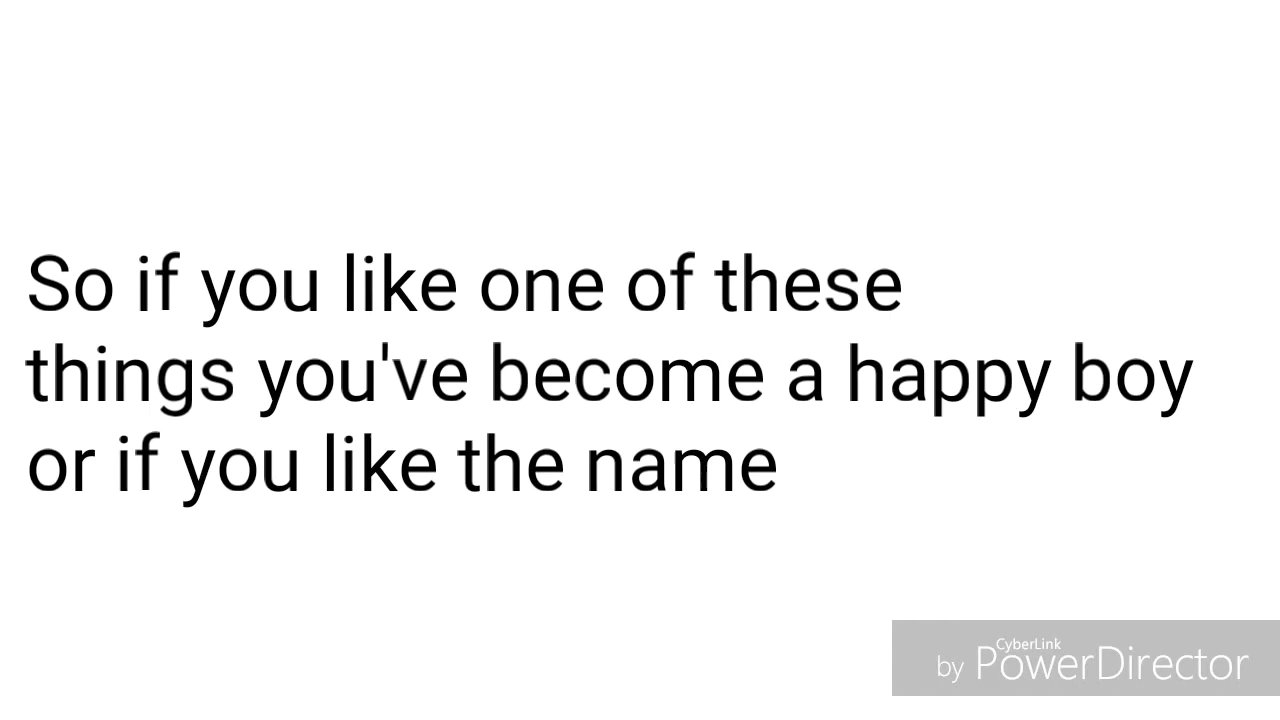 So if you like one of these
things you've become a happy boy
or if you like the name
CyberLink
by PowerDirector